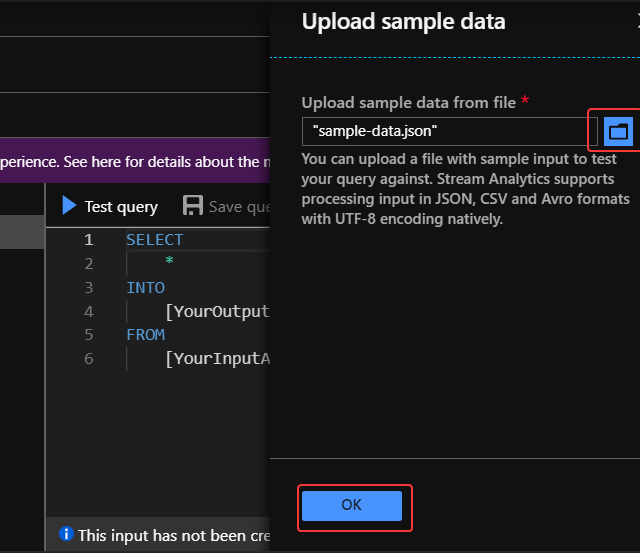 Upload sample data
Upload sample data from file *
"sample-data.json"
You can upload a file with sample input to test
your query against. Stream Analytics supports
processing input in JSON, CSV and Avro formats
with UTF-8 encoding natively.
OK
perience. See here for details about the
Test query Save
1 SELECT
2 *
3 INTO
4 [YourOutput
5 FROM
6 [YourInputA
This input has not been cre